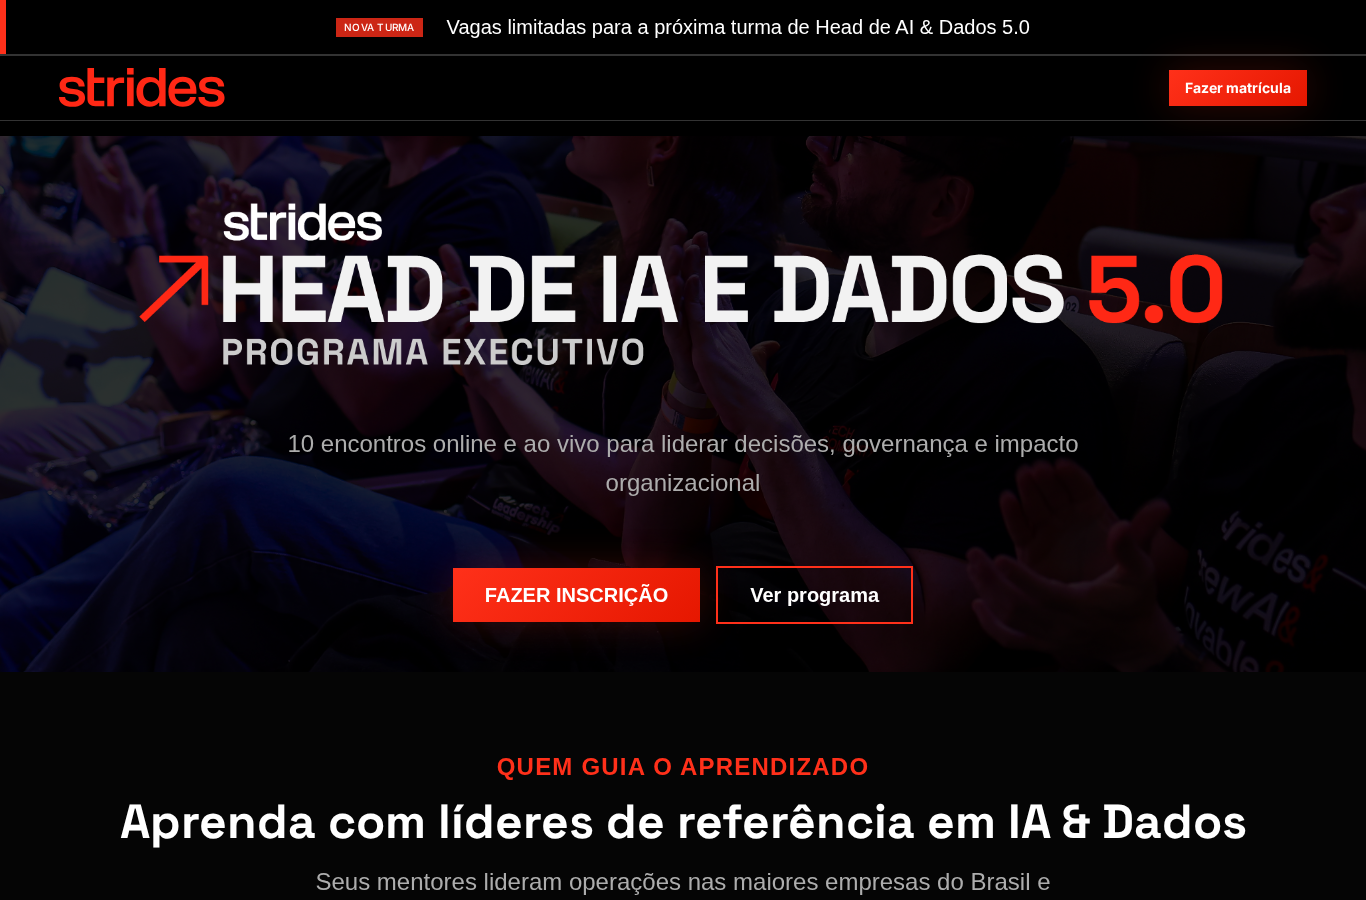 NOVA TURMA Vagas limitadas para a próxima turma de Head de AI & Dados 5.0
strides Fazer matrícula
strides
HEAD DE IA E DADOS 5.0
PROGRAMA EXECUTIVO
10 encontros online e ao vivo para liderar decisões, governança e impacto
organizacional
Leadership
FAZER INSCRIÇÃO Ver programa
QUEM GUIA O APRENDIZADO
Aprenda com líderes de referência em IA & Dados
Seus mentores lideram operações nas maiores empresas do Brasil e